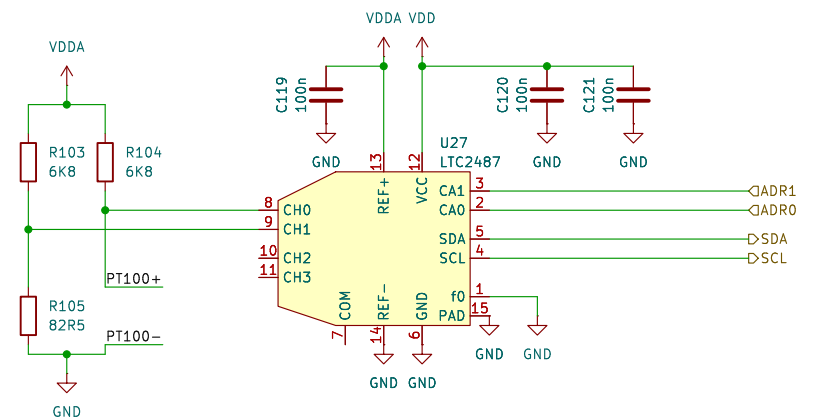 VDDA VDD
VDDA
C119
100n
C120
100n
C121
100n
GND
GND
GND
U27
LTC2487
R103
6K8
R104
6K8
13
12
REF+
VCC
8
CH0
9
CH1
10
CH2
11
CH3
CA1
3
ADR1
CA0
2
ADR0
SDA
5
SDA
SCL
4
SCL
PT100+
R105
82R5
PT100-
COM
REF-
GND
f0
1
PAD
15
7
14
6
GND
GND
GND
GND
GND